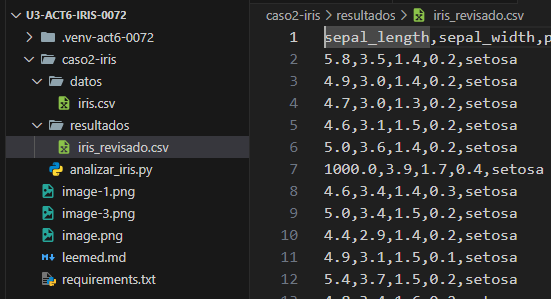 U3-ACT6-IRIS-0072
.venv-act6-0072
caso2-iris
datos
iris.csv
resultados
iris_revisado.csv
analizar_iris.py
image-1.png
image-3.png
image.png
leemed.md
requirements.txt
caso2-iris > resultados > iris_revisado.csv
1 sepal_length,sepal_width,p
2 5.8,3.5,1.4,0.2,setosa
3 4.9,3.0,1.4,0.2,setosa
4 4.7,3.0,1.3,0.2,setosa
5 4.6,3.1,1.5,0.2,setosa
6 5.0,3.6,1.4,0.2,setosa
7 1000.0,3.9,1.7,0.4,setosa
8 4.6,3.4,1.4,0.3,setosa
9 5.0,3.4,1.5,0.2,setosa
10 4.4,2.9,1.4,0.2,setosa
11 4.9,3.1,1.5,0.1,setosa
12 5.4,3.7,1.5,0.2,setosa